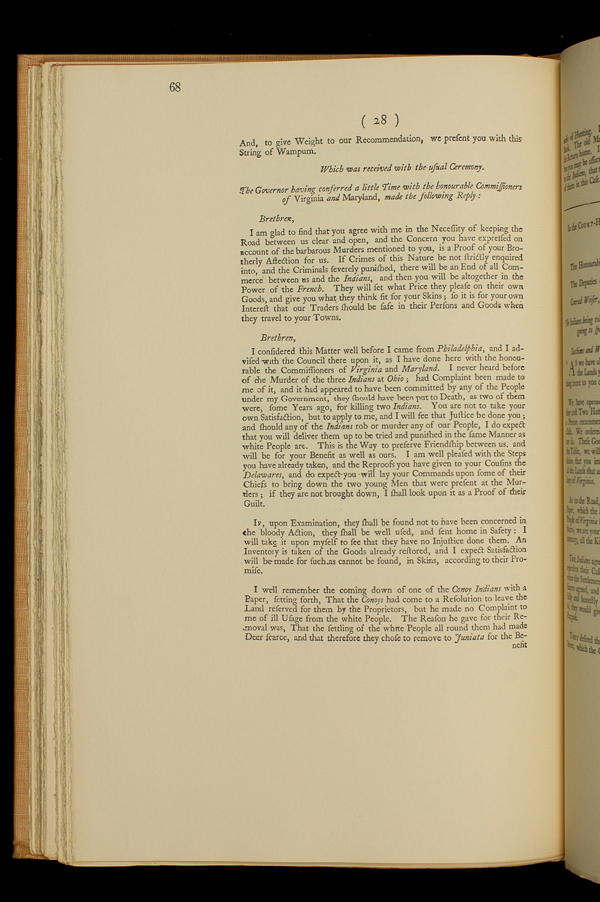 68
( 28 )
And, to give Weight to our Recommendation, we preſent you with this
String of Wampum.
Which was received with the uſual Ceremony.
The Governor having conferred a little Time with the honourable Commiſſioners
of Virginia and Maryland, made the following Reply:
Brethren,
I am glad to find that you agree with me in the Neceſſity of keeping the
Road between us clear and open, and the Concern you have expreſſed on
account of the barbarous Murders mentioned to you, is a Proof of your Bro-
therly Affection for us. If Crimes of this Nature be not ſtrictly enquired
into, and the Criminals ſeverely puniſhed, there will be an End of all Com-
merce between us and the Indians, and then you will be altogether in the
Power of the French. They will ſet what Price they pleaſe on their own
Goods, and give you what they think fit for your Skins; ſo it is for your own
Intereſt that our Traders ſhould be ſafe in their Perſons and Goods when
they travel to your Towns.
Brethren,
I conſidered this Matter well before I came from Philadelphia, and I ad-
viſed with the Council there upon it, as I have done here with the honou-
rable the Commiſſioners of Virginia and Maryland. I never heard before
of the Murder of the three Indians at Ohio; had Complaint been made to
me of it, and it had appeared to have been committed by any of the People
under my Government, they ſhould have been put to Death, as two of them
were, ſome Years ago, for killing two Indians. You are not to take your
own Satisfaction, but to apply to me, and I will ſee that Juſtice be done you;
and ſhould any of the Indians rob or murder any of our People, I do expect
that you will deliver them up to be tried and puniſhed in the ſame Manner as
white People are. This is the Way to preſerve Friendſhip between us, and
will be for your Benefit as well as ours. I am well pleaſed with the Steps
you have already taken, and the Reproofs you have given to your Couſins the
Delawares, and do expect you will lay your Commands upon ſome of their
Chiefs to bring down the two young Men that were preſent at the Mur-
ders; if they are not brought down, I ſhall look upon it as a Proof of their
Guilt.
IF, upon Examination, they ſhall be found not to have been concerned in
the bloody Action, they ſhall be well uſed, and ſent home in Safety: I
will take it upon myſelf to ſee that they have no Injuſtice done them. An
Inventory is taken of the Goods already reſtored, and I expect Satisfaction
will be made for ſuch as cannot be found, in Skins, according to their Pro-
miſe.
I well remember the coming down of one of the Conoy Indians with a
Paper, ſetting forth, That the Conoys had come to a Reſolution to leave the
Land reſerved for them by the Proprietors, but he made no Complaint to
me of ill Uſage from the white People. The Reaſon he gave for their Re-
moval was, That the ſettling of the white People all round them had made
Deer ſcarce, and that therefore they choſe to remove to Juniata for the Be-
nefit